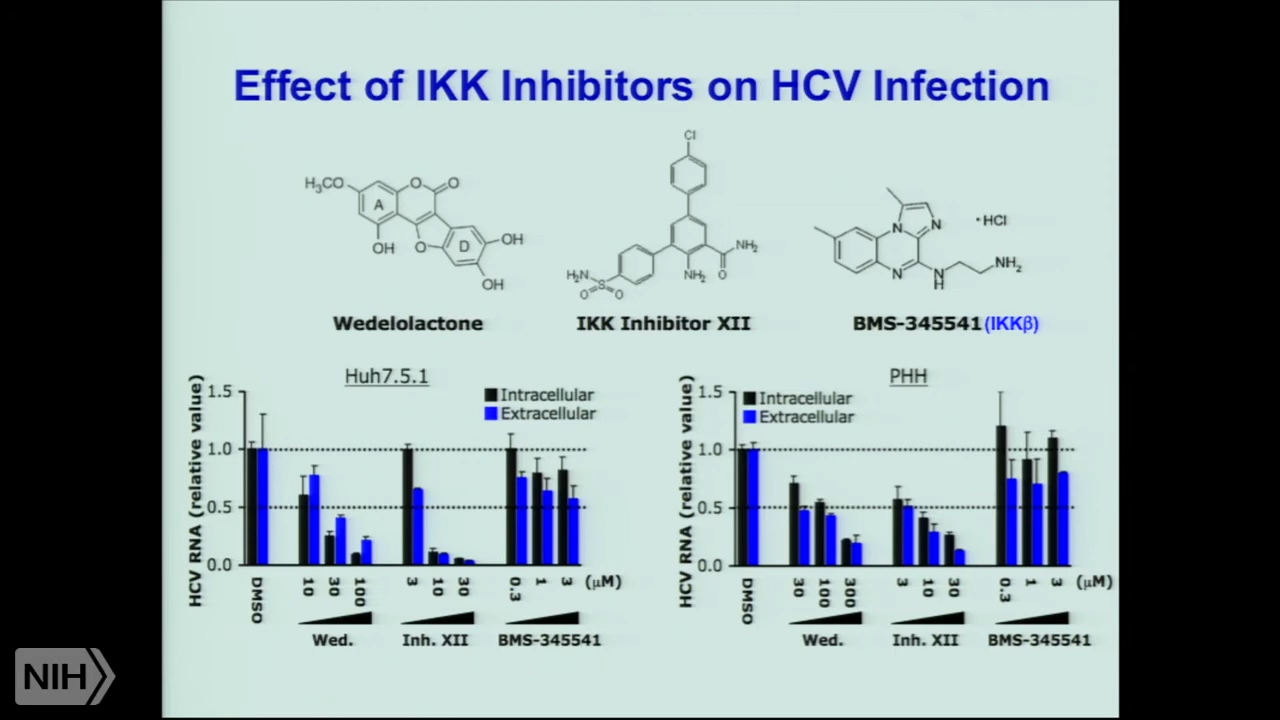 Effect of IKK Inhibitors on HCV Infection
Cl
H₃CO
O
O
A
OH
O
D
OH
OH
NH₂
O
NH₂
H₂N
S
O
O
N
N
N
N
H
NH₂
· HCl
Wedelolactone
IKK Inhibitor XII
BMS-345541 (IKKβ)
Huh7.5.1
HCV RNA (relative value)
1.5
1.0
0.5
0.0
Intracellular
Extracellular
DMSO
10
30
100
3
10
30
0.3
1
3
(μM)
Wed.
Inh. XII
BMS-345541
PHH
HCV RNA (relative value)
1.5
1.0
0.5
0.0
Intracellular
Extracellular
DMSO
30
100
300
3
10
30
0.3
1
3
(μM)
Wed.
Inh. XII
BMS-345541
NIH